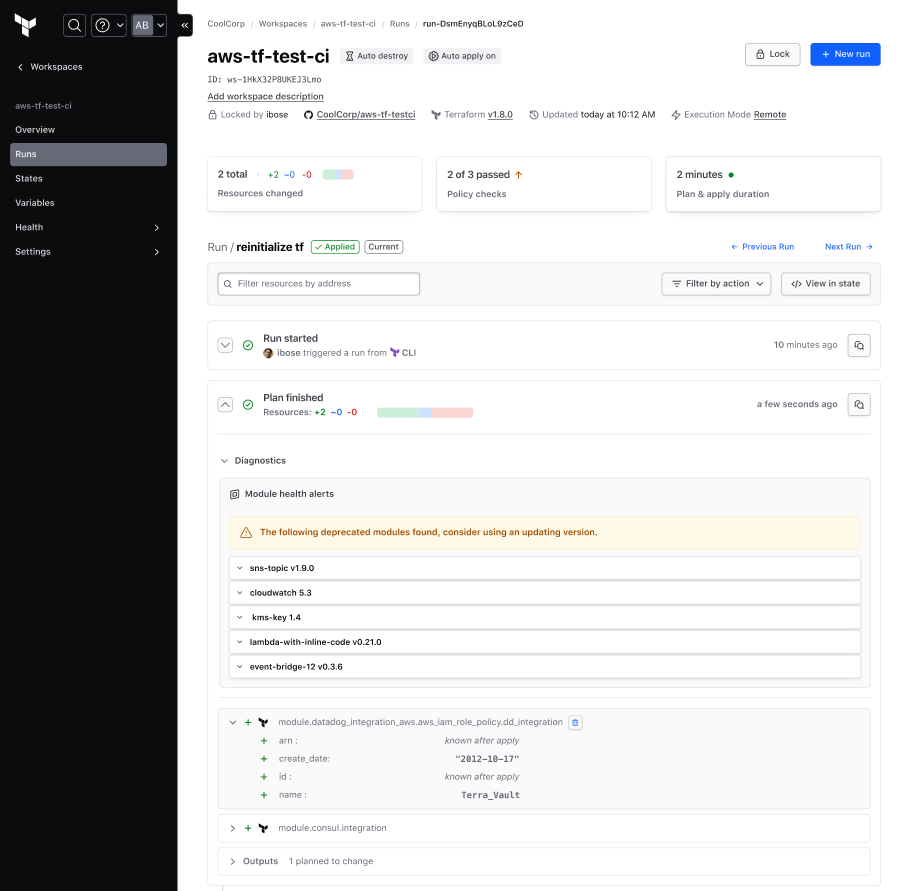 CoolCorp / Workspaces / aws-tf-test-ci / Runs / run-DsmEnyqBLoL9zCeD
AB
Workspaces
aws-tf-test-ci
Overview
Runs
States
Variables
Health
Settings
aws-tf-test-ci Auto destroy Auto apply on
Lock + New run
ID: ws-1HkX32P8UKEJ3Lmo
Add workspace description
Locked by ibose CoolCorp/aws-tf-testci Terraform v1.8.0 Updated today at 10:12 AM Execution Mode Remote
2 total +2 ~0 -0
Resources changed
2 of 3 passed ↑
Policy checks
2 minutes
Plan & apply duration
Run / reinitialize tf ✓ Applied Current
← Previous Run Next Run →
Filter resources by address
Filter by action
</> View in state
Run started
ibose triggered a run from CLI
10 minutes ago
Plan finished
Resources: +2 ~0 -0
a few seconds ago
Diagnostics
Module health alerts
The following deprecated modules found, consider using an updating version.
sns-topic v1.9.0
cloudwatch 5.3
kms-key 1.4
lambda-with-inline-code v0.21.0
event-bridge-12 v0.3.6
+ module.datadog_integration_aws.aws_iam_role_policy.dd_integration
+ arn : known after apply
+ create_date: "2012-10-17"
+ id : known after apply
+ name : Terra_Vault
+ module.consul.integration
Outputs 1 planned to change